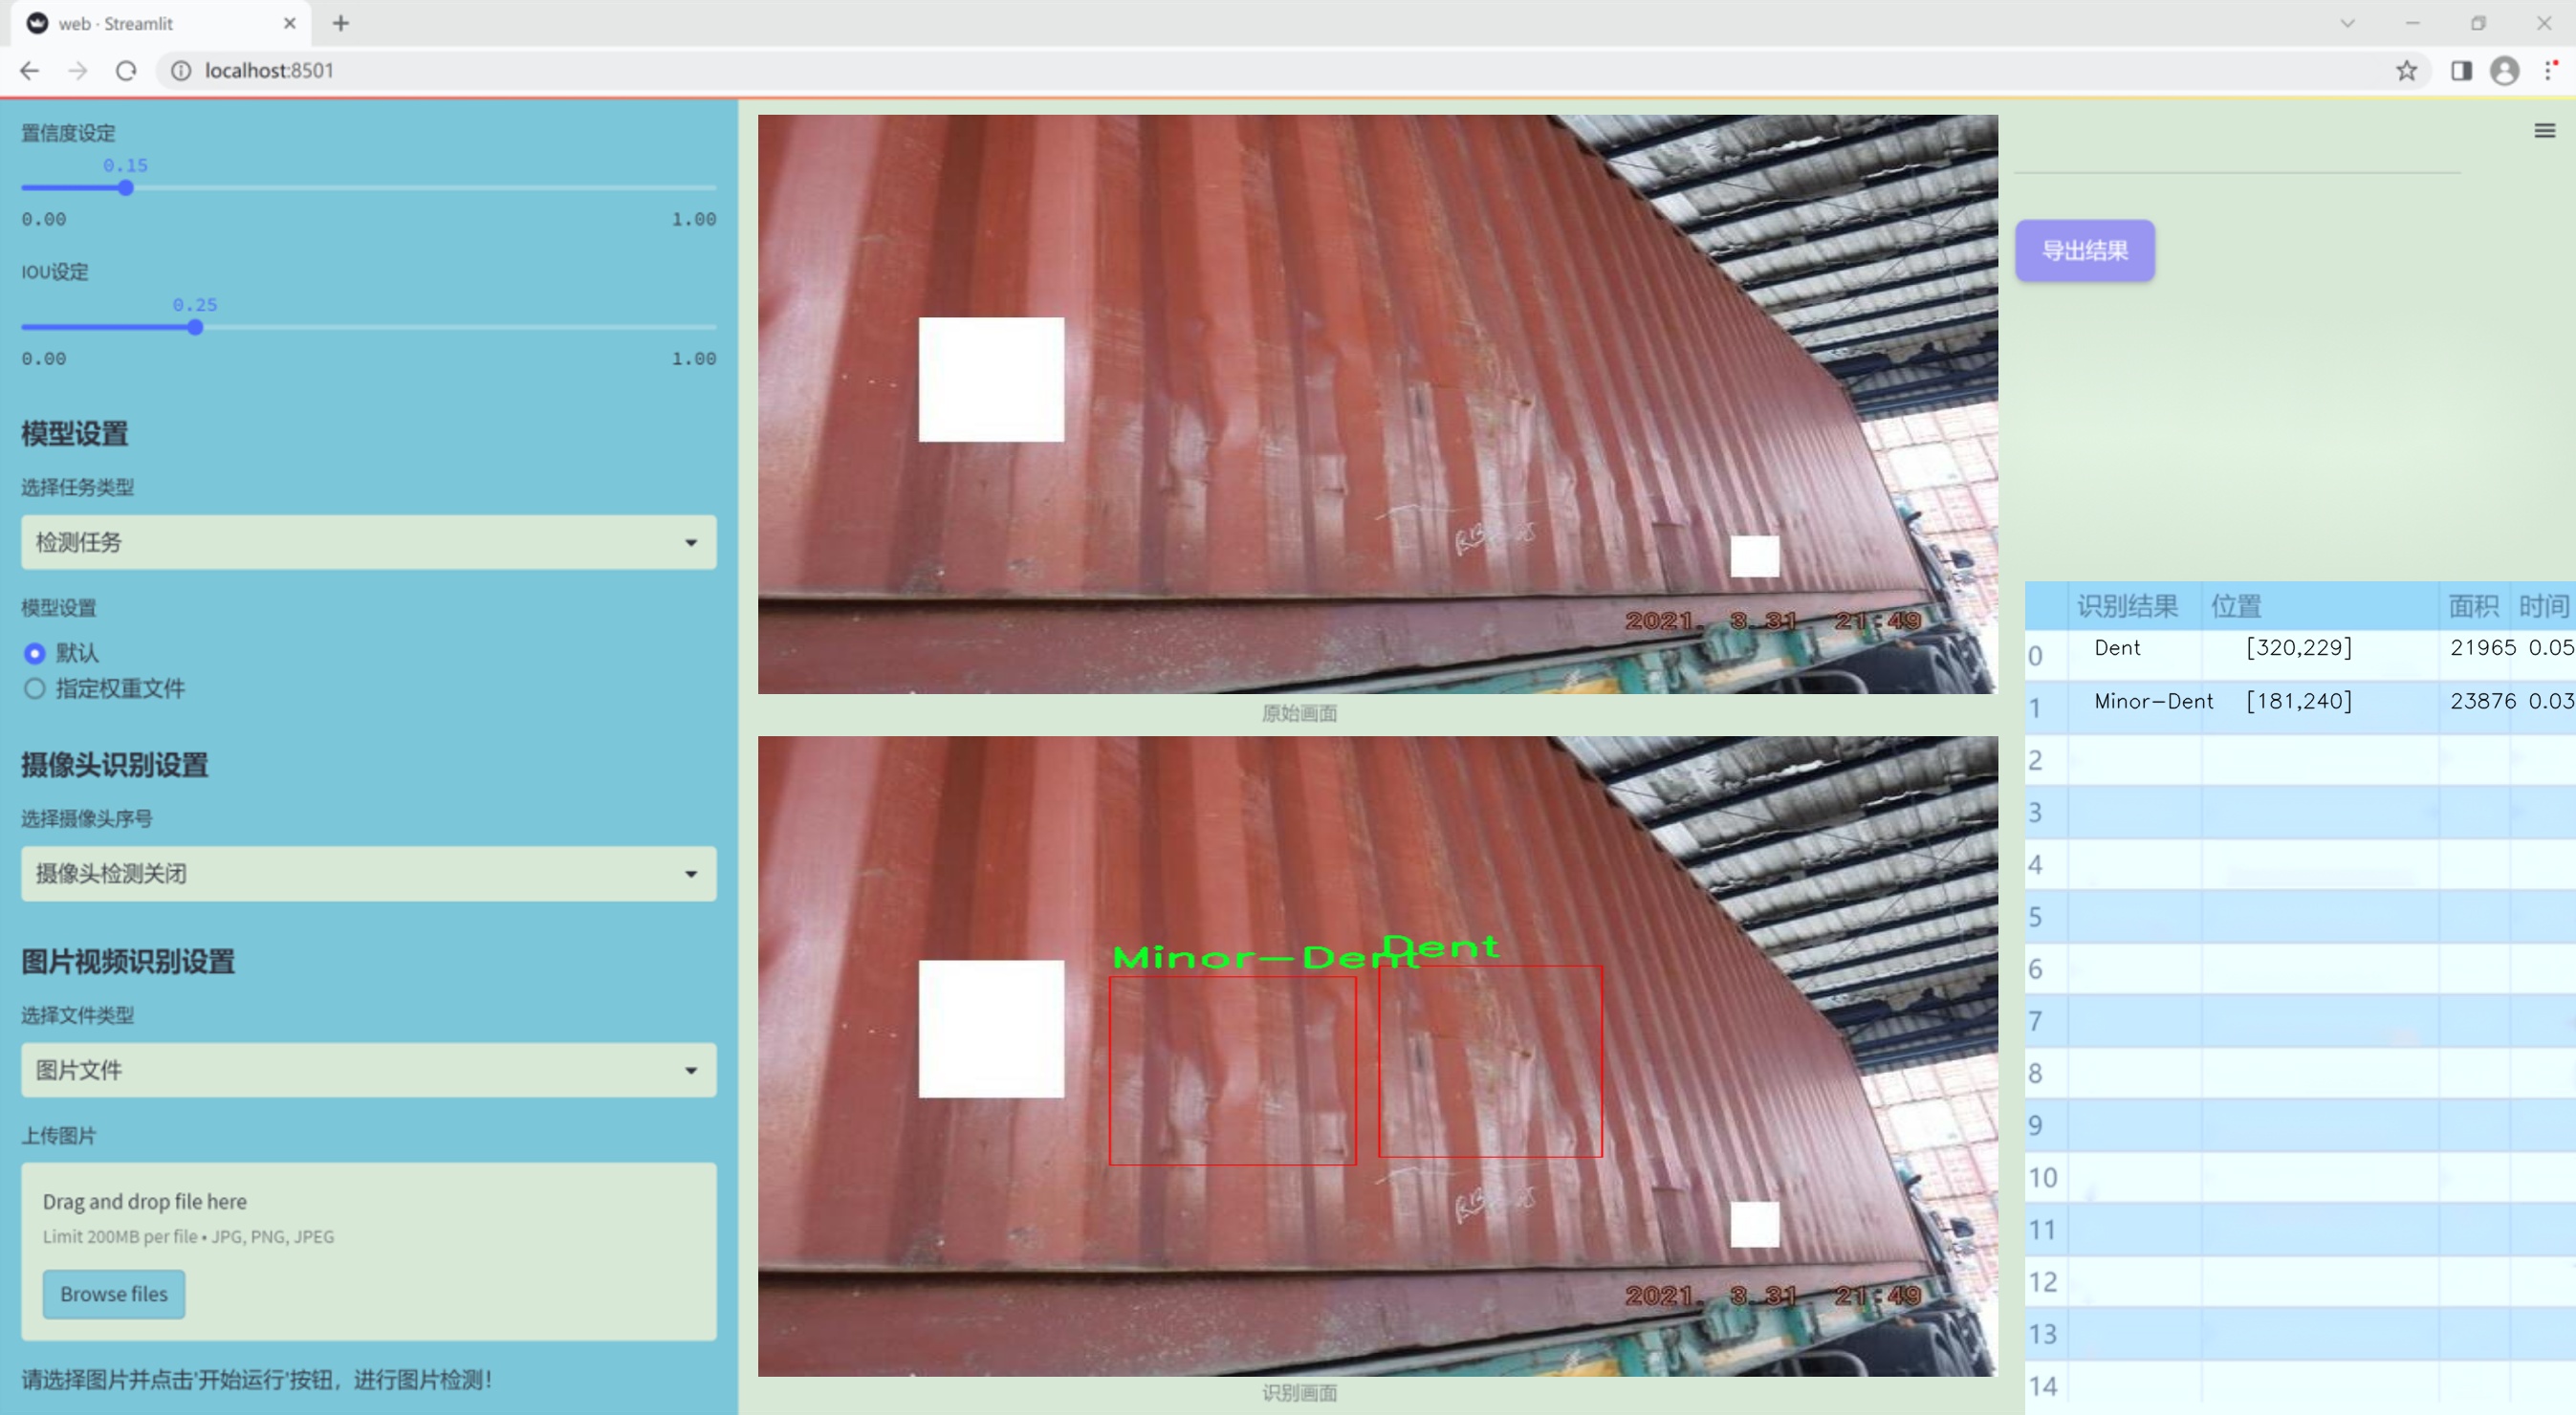 web · Streamlit
localhost:8501
置信度设定
0.15
0.00 1.00
IOU设定
0.25
0.00 1.00
模型设置
选择任务类型
检测任务
模型设置
默认
指定权重文件
摄像头识别设置
选择摄像头序号
摄像头检测关闭
图片视频识别设置
选择文件类型
图片文件
上传图片
Drag and drop file here
Limit 200MB per file • JPG, PNG, JPEG
Browse files
请选择图片并点击'开始运行'按钮，进行图片检测！
2021. 3.31 21:49
原始画面
Minor-Dent
Dent
2021. 3.31 21:49
识别画面
导出结果
识别结果 位置 面积 时间
0 Dent [320,229] 21965 0.05
1 Minor-Dent [181,240] 23876 0.03
2
3
4
5
6
7
8
9
10
11
12
13
14